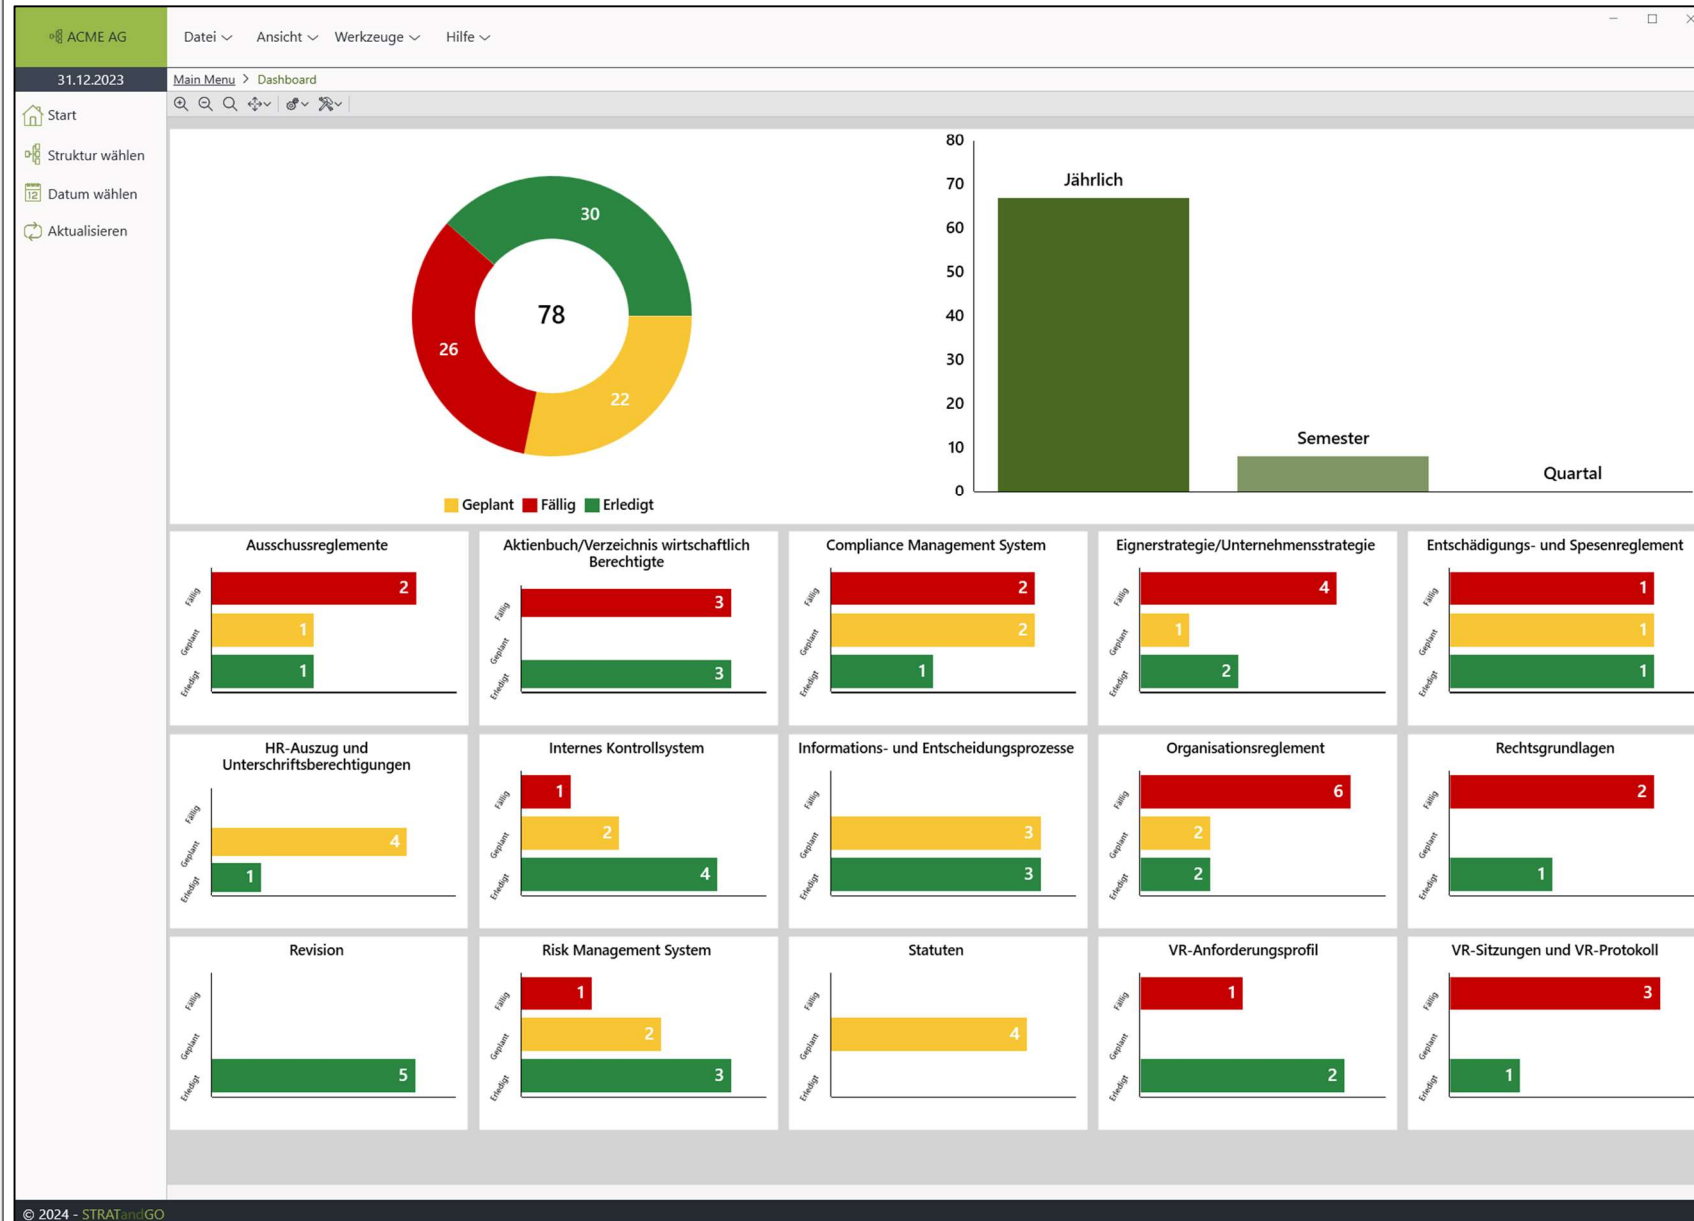 ACME AG
Datei Ansicht Werkzeuge Hilfe
31.12.2023
Main Menu > Dashboard
Start
Struktur wählen
12 Datum wählen
Aktualisieren
30
78
26
22
Geplant Fällig Erledigt
80
70
60
50
40
30
20
10
0
Jährlich
Semester
Quartal
Ausschussreglemente
Fällig 2
Geplant 1
Erledigt 1
Aktienbuch/Verzeichnis wirtschaftlich
Berechtigte
Fällig 3
Geplant
Erledigt 3
Compliance Management System
Fällig 2
Geplant 2
Erledigt 1
Eignerstrategie/Unternehmensstrategie
Fällig 4
Geplant 1
Erledigt 2
Entschädigungs- und Spesenreglement
Fällig 1
Geplant 1
Erledigt 1
HR-Auszug und
Unterschriftsberechtigungen
Fällig
Geplant 4
Erledigt 1
Internes Kontrollsystem
Fällig 1
Geplant 2
Erledigt 4
Informations- und Entscheidungsprozesse
Fällig
Geplant 3
Erledigt 3
Organisationsreglement
Fällig 6
Geplant 2
Erledigt 2
Rechtsgrundlagen
Fällig 2
Geplant
Erledigt 1
Revision
Fällig
Geplant
Erledigt 5
Risk Management System
Fällig 1
Geplant 2
Erledigt 3
Statuten
Fällig
Geplant 4
Erledigt
VR-Anforderungsprofil
Fällig 1
Geplant
Erledigt 2
VR-Sitzungen und VR-Protokoll
Fällig 3
Geplant
Erledigt 1
© 2024 - STRATandGO